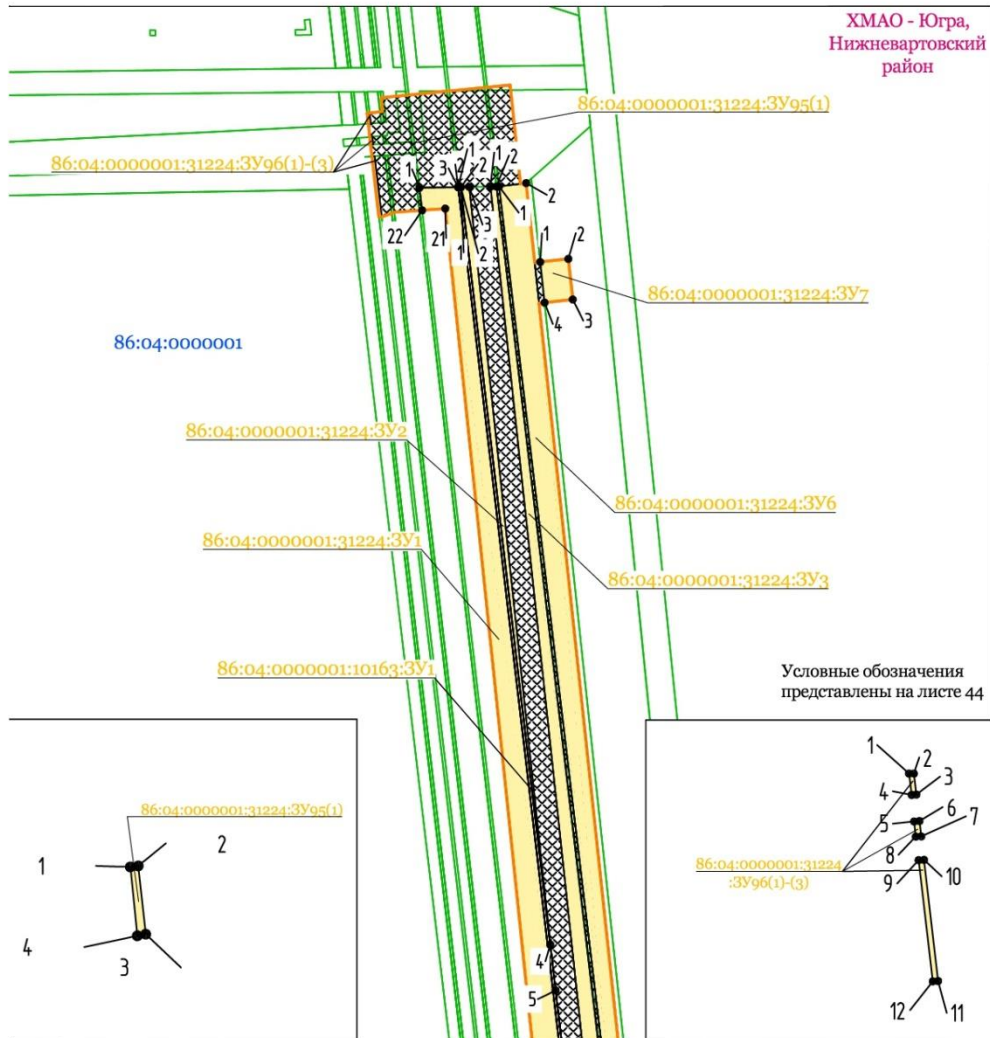 ХМАО - Югра,
Нижневартовский
район
86:04:0000001:31224:ЗУ95(1)
86:04:0000001:31224:ЗУ96(1)-(3)
1
3
2
1
2
1
2
1
2
22
21
1
2
3
1
2
86:04:0000001:31224:ЗУ7
4
3
86:04:0000001
86:04:0000001:31224:ЗУ2
86:04:0000001:31224:ЗУ6
86:04:0000001:31224:ЗУ1
86:04:0000001:31224:ЗУ3
86:04:0000001:10163:ЗУ1
Условные обозначения
представлены на листе 44
4
5
86:04:0000001:31224:ЗУ95(1)
1
2
4
3
1
2
4
3
5
6
8
7
86:04:0000001:31224
:ЗУ96(1)-(3)
9
10
12
11